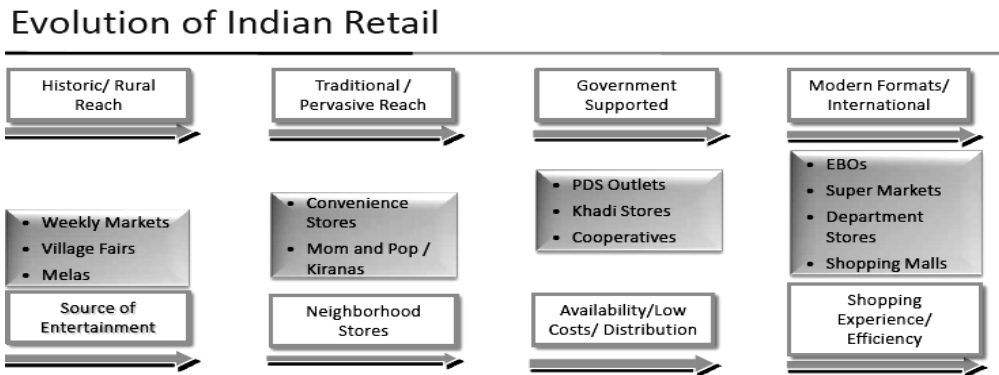 Evolution of Indian Retail
Historic/ Rural
Reach
Traditional /
Pervasive Reach
Government
Supported
Modern Formats/
International
• Weekly Markets
• Village Fairs
• Melas
• Convenience
Stores
• Mom and Pop /
Kiranas
• PDS Outlets
• Khadi Stores
• Cooperatives
• EBOs
• Super Markets
• Department
Stores
• Shopping Malls
Source of
Entertainment
Neighborhood
Stores
Availability/Low
Costs/ Distribution
Shopping
Experience/
Efficiency